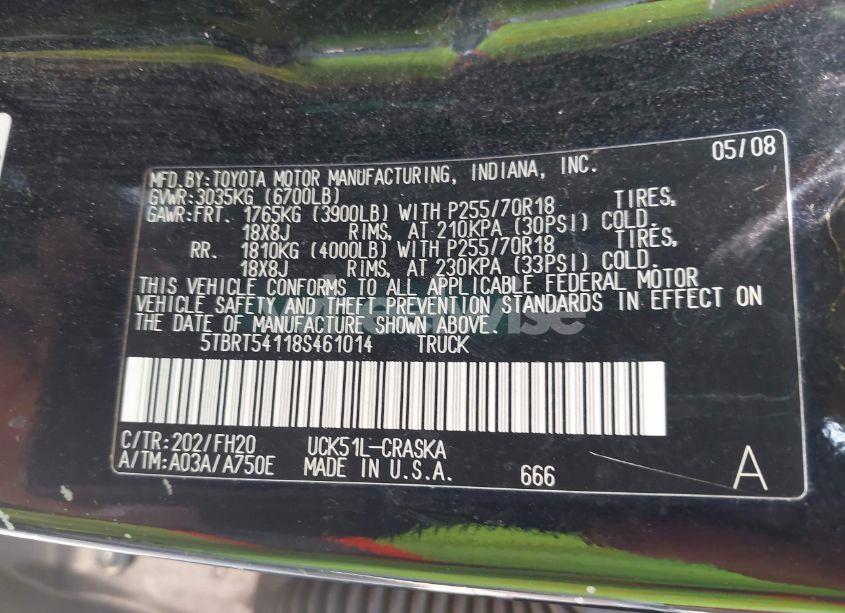 05/08
MFD.BY:TOYOTA MOTOR MANUFACTURING, INDIANA, INC.
GVWR:3035KG (6700LB)
GAWR:FRT. 1765KG (3900LB) WITH P255/70R18 TIRES,
18X8J RIMS, AT 210KPA (30PSI) COLD.
RR. 1810KG (4000LB) WITH P255/70R18 TIRES,
18X8J RIMS, AT 230KPA (33PSI) COLD.
THIS VEHICLE CONFORMS TO ALL APPLICABLE FEDERAL MOTOR
VEHICLE SAFETY AND THEFT PREVENTION STANDARDS IN EFFECT ON
THE DATE OF MANUFACTURE SHOWN ABOVE.
5TBRT54118S461014 TRUCK
C/TR:202/FH20 UCK51L-CRASKA
A/TM:A03A/A750E MADE IN U.S.A. 666 A